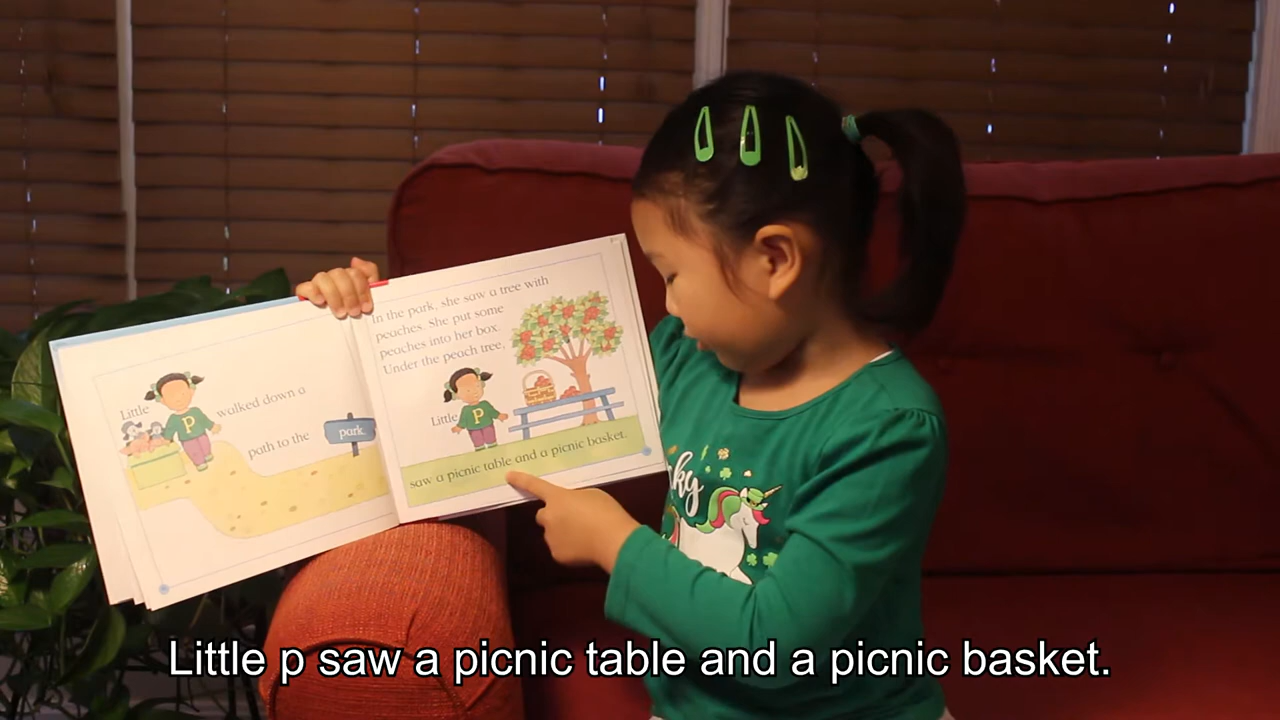 Little
walked down a
path to the
park.
P
In the park, she saw a tree with
peaches. She put some
peaches into her box.
Under the peach tree,
Little
P
saw a picnic table and a picnic basket.
ky
Little p saw a picnic table and a picnic basket.